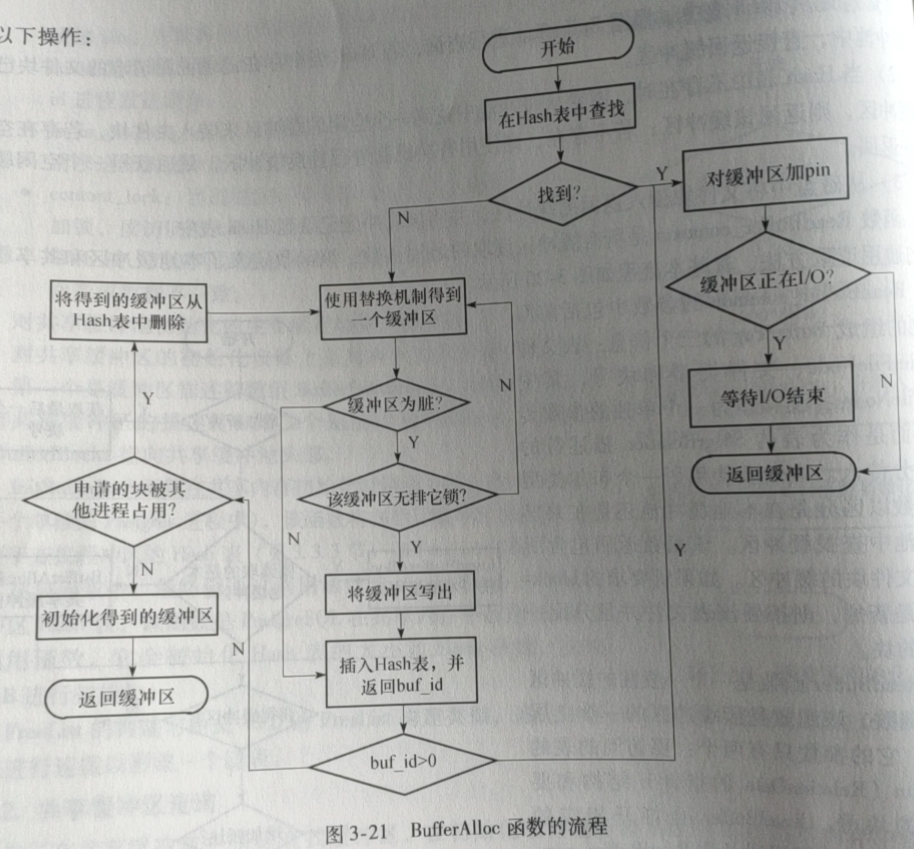 以下操作：
开始
在Hash表中查找
找到？
Y
对缓冲区加pin
N
缓冲区正在I/O？
将得到的缓冲区从
Hash表中删除
使用替换机制得到
一个缓冲区
Y
N
N
等待I/O结束
Y
缓冲区为脏？
Y
返回缓冲区
申请的块被其
他进程占用？
该缓冲区无排它锁？
N
Y
Y
N
将缓冲区写出
初始化得到的缓冲区
N
插入Hash表，并
返回buf_id
返回缓冲区
buf_id>0
图 3-21 BufferAlloc 函数的流程